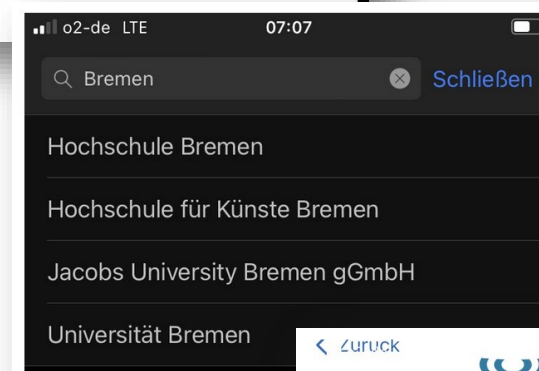 o2-de LTE 07:07
Bremen Schließen
Hochschule Bremen
Hochschule für Künste Bremen
Jacobs University Bremen gGmbH
Universität Bremen
Zurück